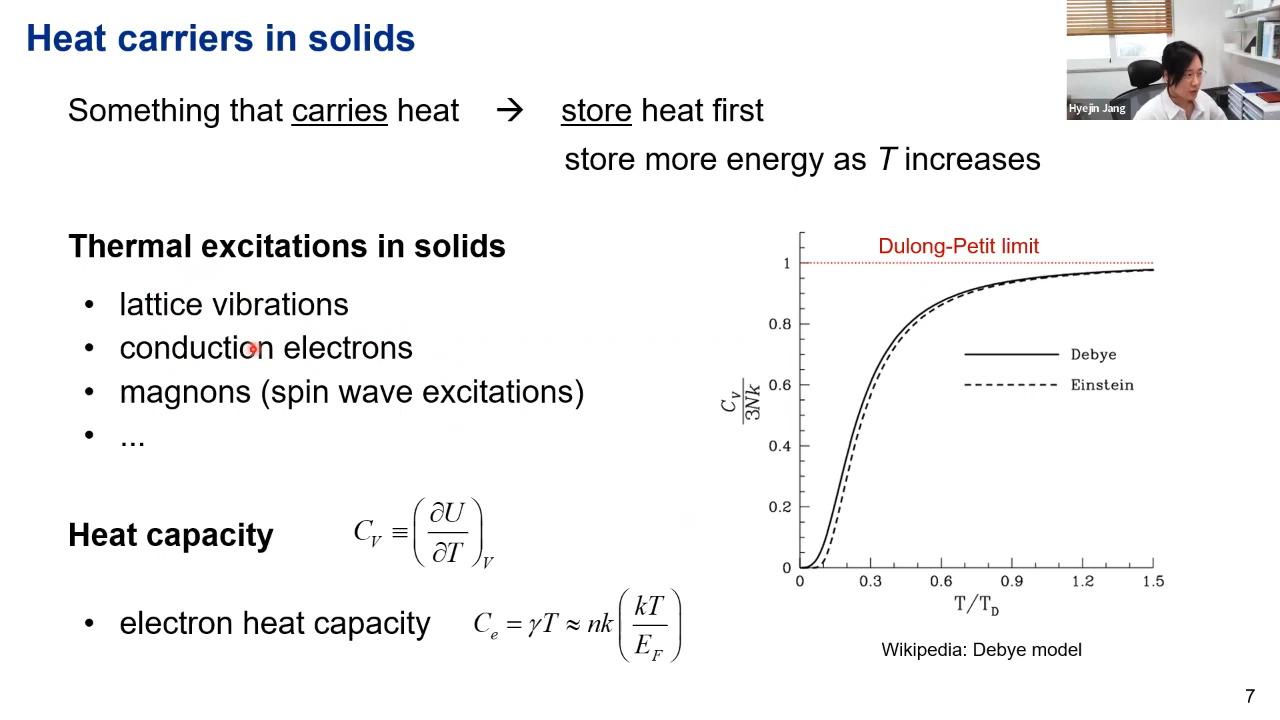 Heat carriers in solids
Hyejin Jang
Something that carries heat → store heat first
store more energy as T increases
Thermal excitations in solids
• lattice vibrations
• conduction electrons
• magnons (spin wave excitations)
• ...
Heat capacity C_V ≡ (∂U/∂T)_V
• electron heat capacity C_e = γT ≈ nk(kT/E_F)
Dulong-Petit limit
1
0.8
0.6
0.4
0.2
0
C_v/3Nk
Debye
Einstein
0 0.3 0.6 0.9 1.2 1.5
T/T_D
Wikipedia: Debye model
7